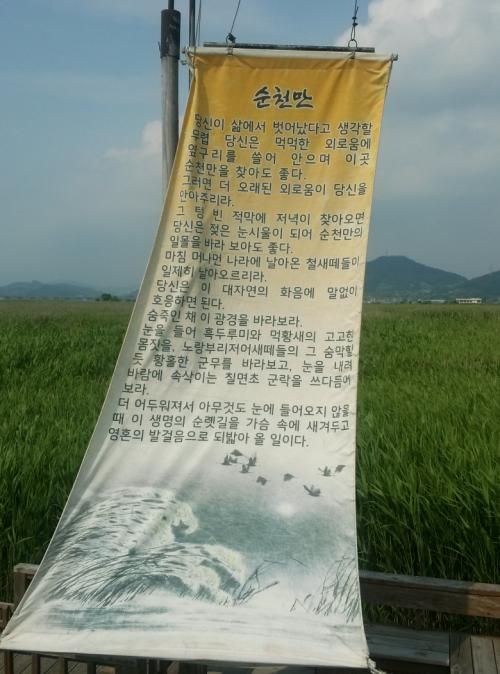 순천만
당신이 삶에서 벗어났다고 생각할
무렵 당신은 먹먹한 외로움에
옆구리를 쓸어 안으며 이곳
순천만을 찾아도 좋다.
그러면 더 오래된 외로움이 당신을
안아주리라.
그 텅 빈 적막에 저녁이 찾아오면
당신은 젖은 눈시울이 되어 순천만의
일몰을 바라 보아도 좋다.
마침 머나먼 나라에 날아온 철새떼들이
일제히 날아오르리라.
당신은 이 대자연의 화음에 말없이
호응하면 된다.
숨죽인 채 이 광경을 바라보라.
눈을 들어 흑두루미와 먹황새의 고고한
몸짓을, 노랑부리저어새떼들의 그 숨막힐
듯 황홀한 군무를 바라보고, 눈을 내려
바람에 속삭이는 칠면초 군락을 쓰다듬어
보라.
더 어두워져서 아무것도 눈에 들어오지 않을
때 이 생명의 순롓길을 가슴 속에 새겨두고
영혼의 발걸음으로 되밟아 올 일이다.